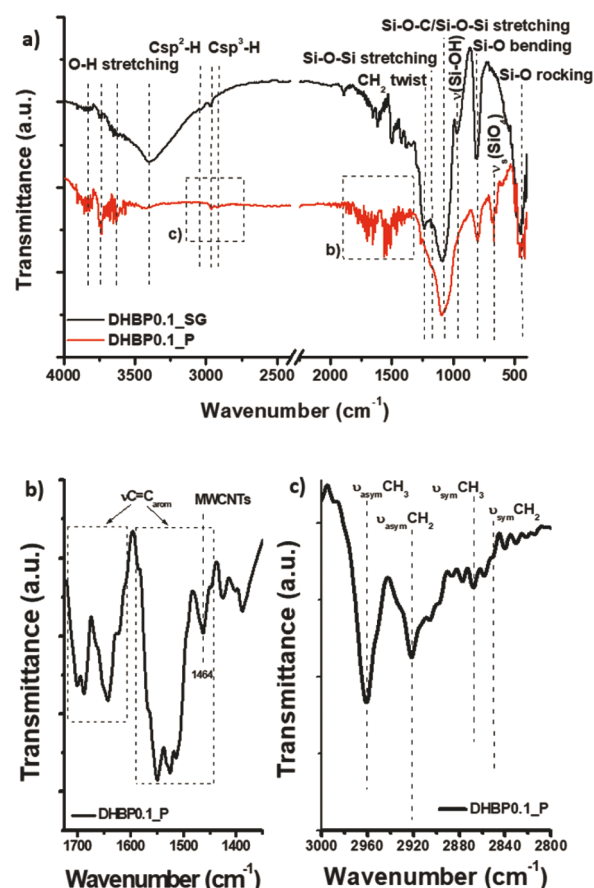 a)
Si-O-C/Si-O-Si stretching
Csp²-H Csp³-H
Si-O-Si stretching
ν(Si-OH)
Si-O bending
O-H stretching
CH₂ twist
Si-O rocking
νₛ(SiO₄)
c)
b)
DHBP0.1_SG
DHBP0.1_P
Transmittance (a.u.)
4000 3500 3000 2500 2000 1500 1000 500
Wavenumber (cm⁻¹)
b)
νC=Cₐᵣₒₘ
MWCNTs
1464
DHBP0.1_P
Transmittance (a.u.)
1700 1600 1500 1400
Wavenumber (cm⁻¹)
c)
υasymCH₃
υsymCH₃
υasymCH₂
υsymCH₂
DHBP0.1_P
Transmittance (a.u.)
3000 2960 2920 2880 2840 2800
Wavenumber (cm⁻¹)